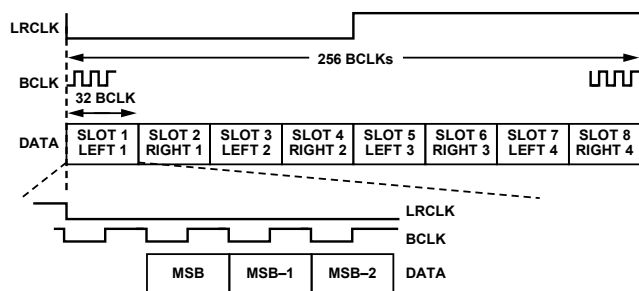 LRCLK
256 BCLKs
BCLK
32 BCLK
DATA
SLOT 1 SLOT 2 SLOT 3 SLOT 4 SLOT 5 SLOT 6 SLOT 7 SLOT 8
LEFT 1 RIGHT 1 LEFT 2 RIGHT 2 LEFT 3 RIGHT 3 LEFT 4 RIGHT 4
LRCLK
BCLK
MSB MSB–1 MSB–2 DATA